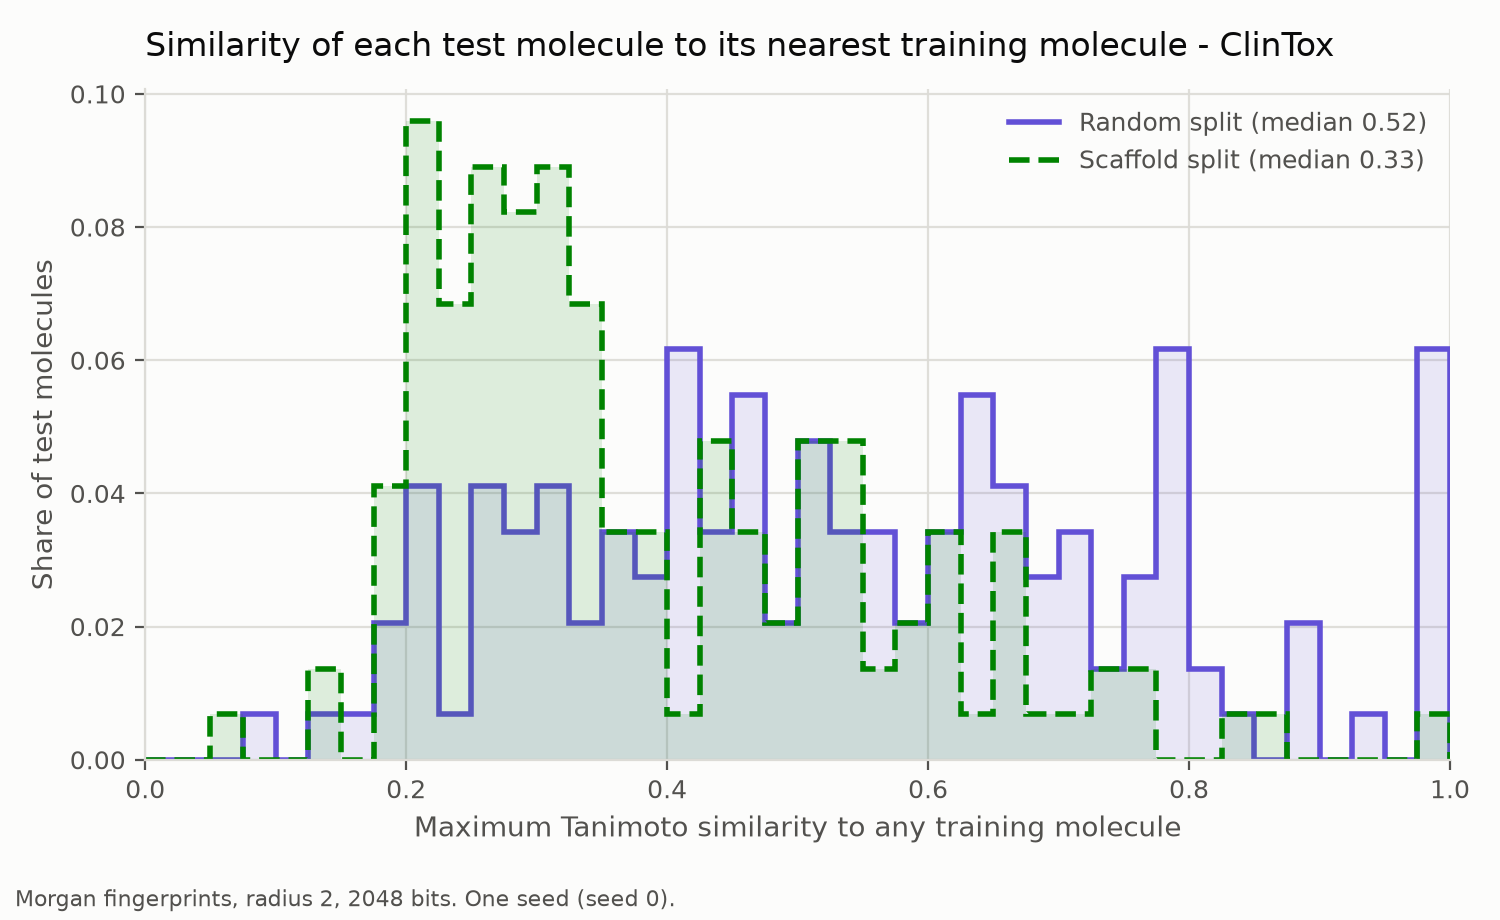 Similarity of each test molecule to its nearest training molecule - ClinTox
Random split (median 0.52)
Scaffold split (median 0.33)
Share of test molecules
0.10
0.08
0.06
0.04
0.02
0.00
0.0 0.2 0.4 0.6 0.8 1.0
Maximum Tanimoto similarity to any training molecule
Morgan fingerprints, radius 2, 2048 bits. One seed (seed 0).